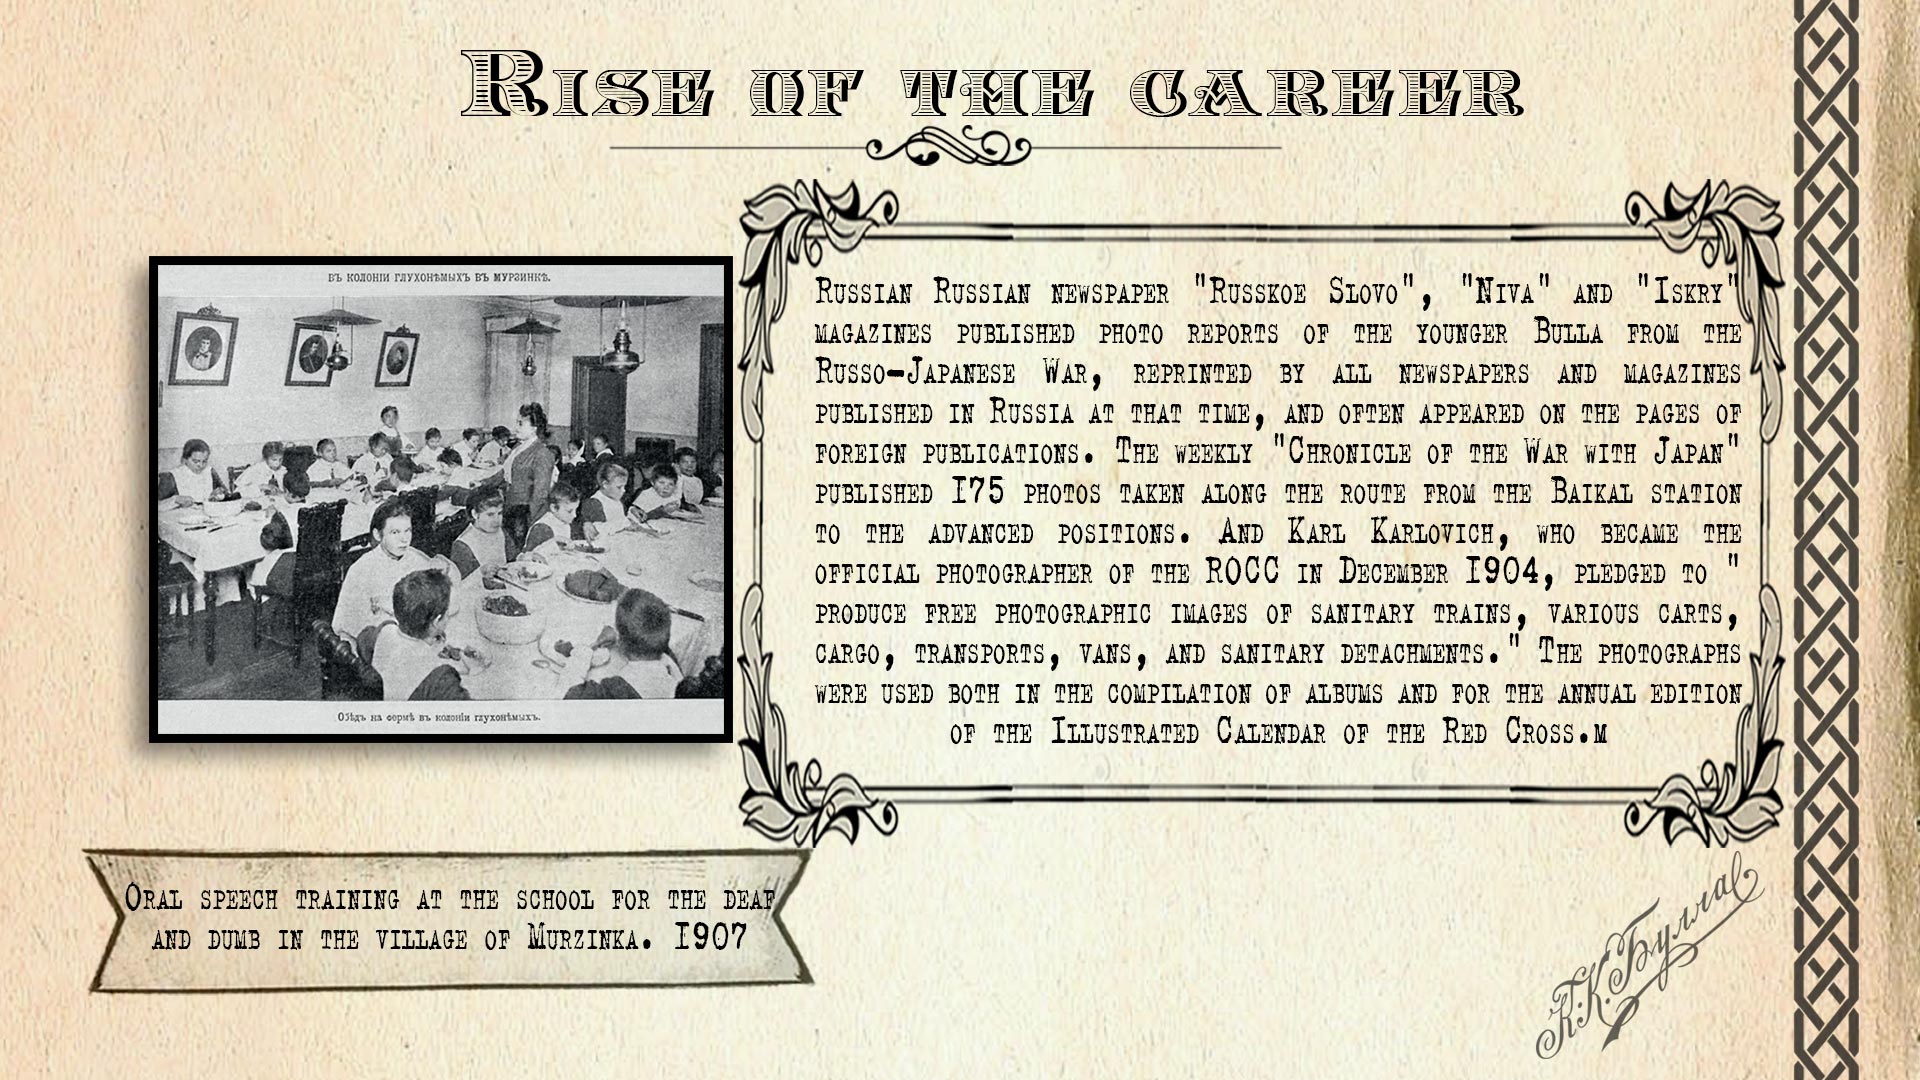 Rise of the career
ВЪ КОЛОНІИ ГЛУХОНѢМЫХЪ ВЪ МУРЗИНКѢ.
Russian Russian newspaper "Russkoe Slovo", "Niva" and "Iskry"
magazines published photo reports of the younger Bulla from the
Russo-Japanese War, reprinted by all newspapers and magazines
published in Russia at that time, and often appeared on the pages of
foreign publications. The weekly "Chronicle of the War with Japan"
published 175 photos taken along the route from the Baikal station
to the advanced positions. And Karl Karlovich, who became the
official photographer of the ROCC in December 1904, pledged to "
produce free photographic images of sanitary trains, various carts,
cargo, transports, vans, and sanitary detachments." The photographs
were used both in the compilation of albums and for the annual edition
of the Illustrated Calendar of the Red Cross.м
Обѣдъ на фермѣ въ колоніи глухонѣмыхъ.
Oral speech training at the school for the deaf
and dumb in the village of Murzinka. 1907
К.К.Булла